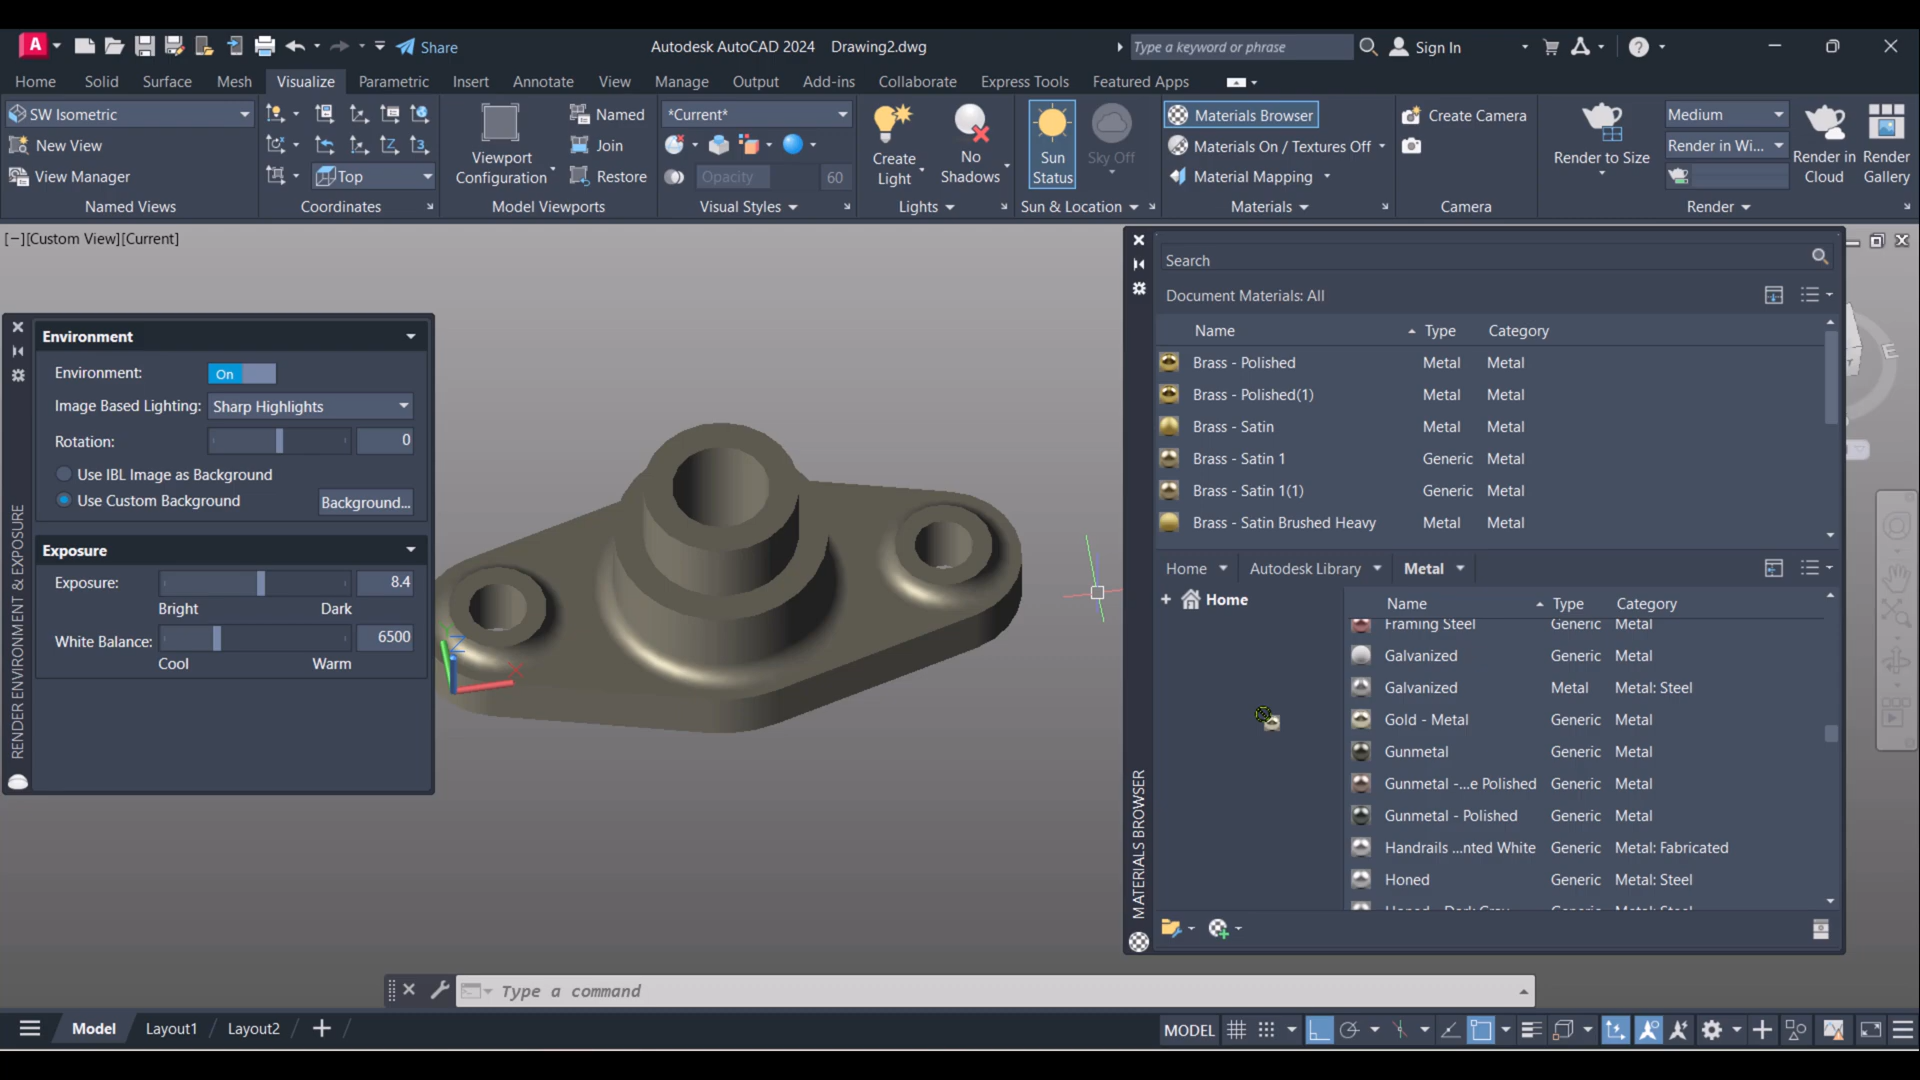 Share
Autodesk AutoCAD 2024 Drawing2.dwg
Type a keyword or phrase
Sign In
Home Solid Surface Mesh Visualize Parametric Insert Annotate View Manage Output Add-ins Collaborate Express Tools Featured Apps
SW Isometric
New View
View Manager
Named Views
Top
Coordinates
Viewport
Configuration
Named
Join
Restore
Model Viewports
*Current*
Opacity 60
Visual Styles
Create
Light
No
Shadows
Lights
Sun
Status
Sky Off
Sun & Location
Materials Browser
Materials On / Textures Off
Material Mapping
Materials
Create Camera
Camera
Render to Size
Medium
Render in Wi...
Render in
Cloud
Render
Gallery
Render
[−][Custom View][Current]
Environment
Environment: On
Image Based Lighting: Sharp Highlights
Rotation: 0
Use IBL Image as Background
Use Custom Background Background...
Exposure
Exposure: 8.4
Bright Dark
White Balance: 6500
Cool Warm
RENDER ENVIRONMENT & EXPOSURE
Z
X
E
Search
Document Materials: All
Name Type Category
Brass - Polished Metal Metal
Brass - Polished(1) Metal Metal
Brass - Satin Metal Metal
Brass - Satin 1 Generic Metal
Brass - Satin 1(1) Generic Metal
Brass - Satin Brushed Heavy Metal Metal
Home Autodesk Library Metal
Home
Name Type Category
Framing Steel Generic Metal
Galvanized Generic Metal
Galvanized Metal Metal: Steel
Gold - Metal Generic Metal
Gunmetal Generic Metal
Gunmetal -...e Polished Generic Metal
Gunmetal - Polished Generic Metal
Handrails ...nted White Generic Metal: Fabricated
Honed Generic Metal: Steel
MATERIALS BROWSER
Type a command
Model Layout1 Layout2
MODEL